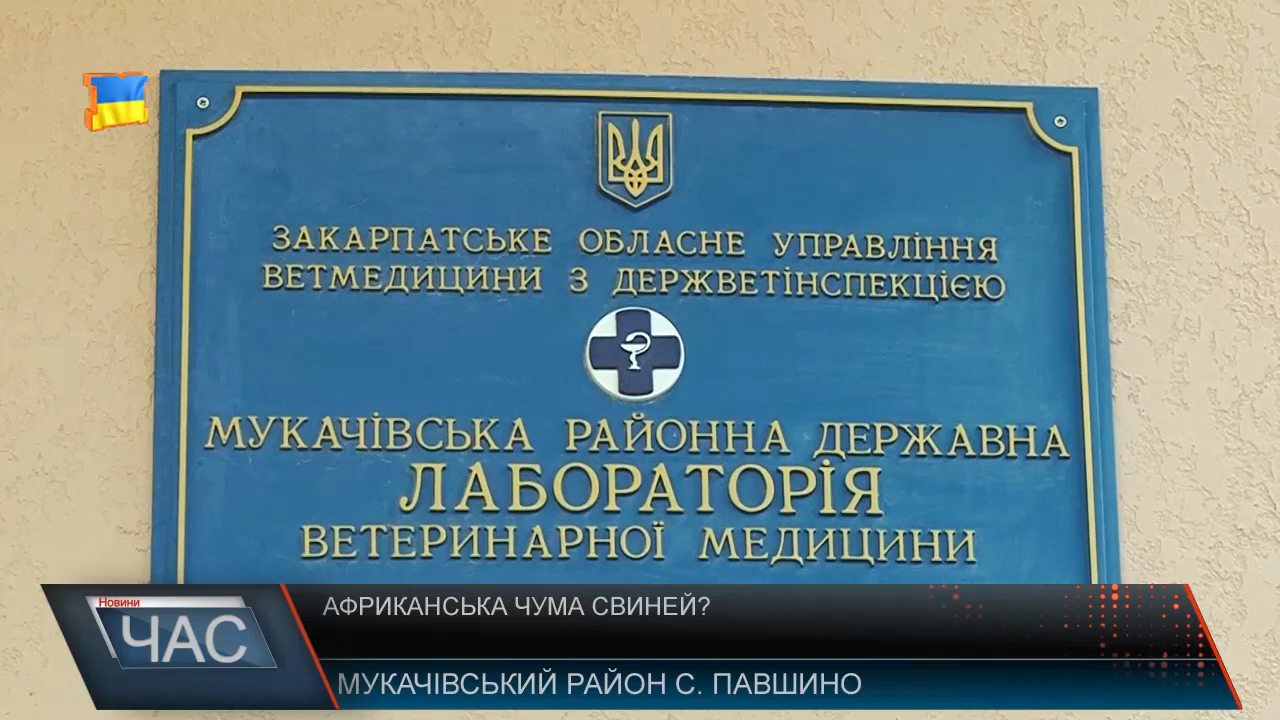 ЗАКАРПАТСЬКЕ ОБЛАСНЕ УПРАВЛІННЯ
ВЕТМЕДИЦИНИ З ДЕРЖВЕТІНСПЕКЦІЄЮ
МУКАЧІВСЬКА РАЙОННА ДЕРЖАВНА
ЛАБОРАТОРІЯ
ВЕТЕРИНАРНОЇ МЕДИЦИНИ
Новини
ЧАС
АФРИКАНСЬКА ЧУМА СВИНЕЙ?
МУКАЧІВСЬКИЙ РАЙОН С. ПАВШИНО